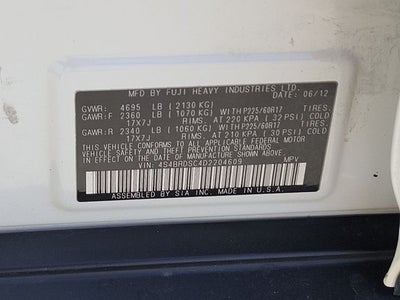 MFD BY FUJI HEAVY INDUSTRIES LTD.
DATE: 06/12
GVWR: 4695 LB (2130 KG)
GAWR:F 2360 LB (1070 KG) WITH P225/60R17 TIRES,
17X7J RIMS, AT 220 KPA ( 32 PSI) COLD
GAWR:R 2340 LB (1060 KG) WITH P225/60R17 TIRES,
17X7J RIMS, AT 210 KPA ( 30 PSI) COLD
THIS VEHICLE CONFORMS TO ALL APPLICABLE
FEDERAL MOTOR VEHICLE SAFETY AND THEFT PREVENTION STANDARDS
IN EFFECT ON THE DATE OF MANUFACTURE SHOWN ABOVE.
VIN: 4S4BRDSC4D2204609 MPV
ASSEMBLED BY SIA INC. IN U.S.A.